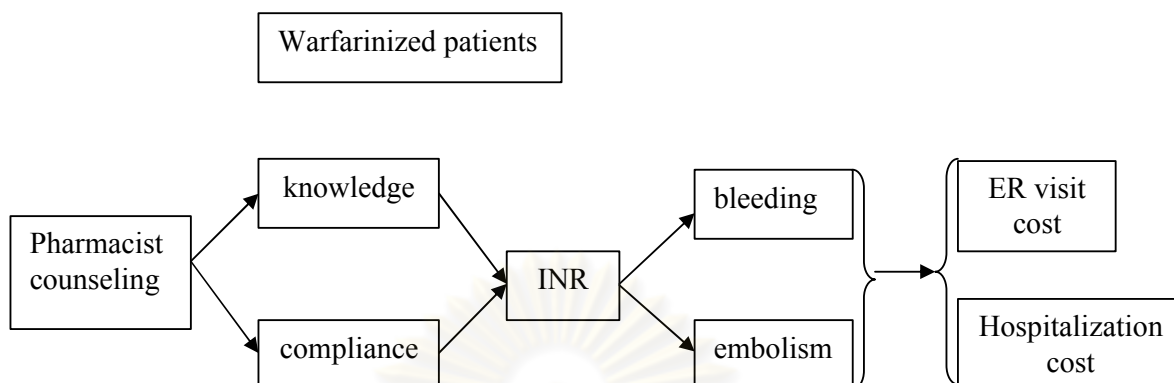 Warfarinized patients
knowledge
Pharmacist
counseling
compliance
INR
bleeding
embolism
ER visit
cost
Hospitalization
cost